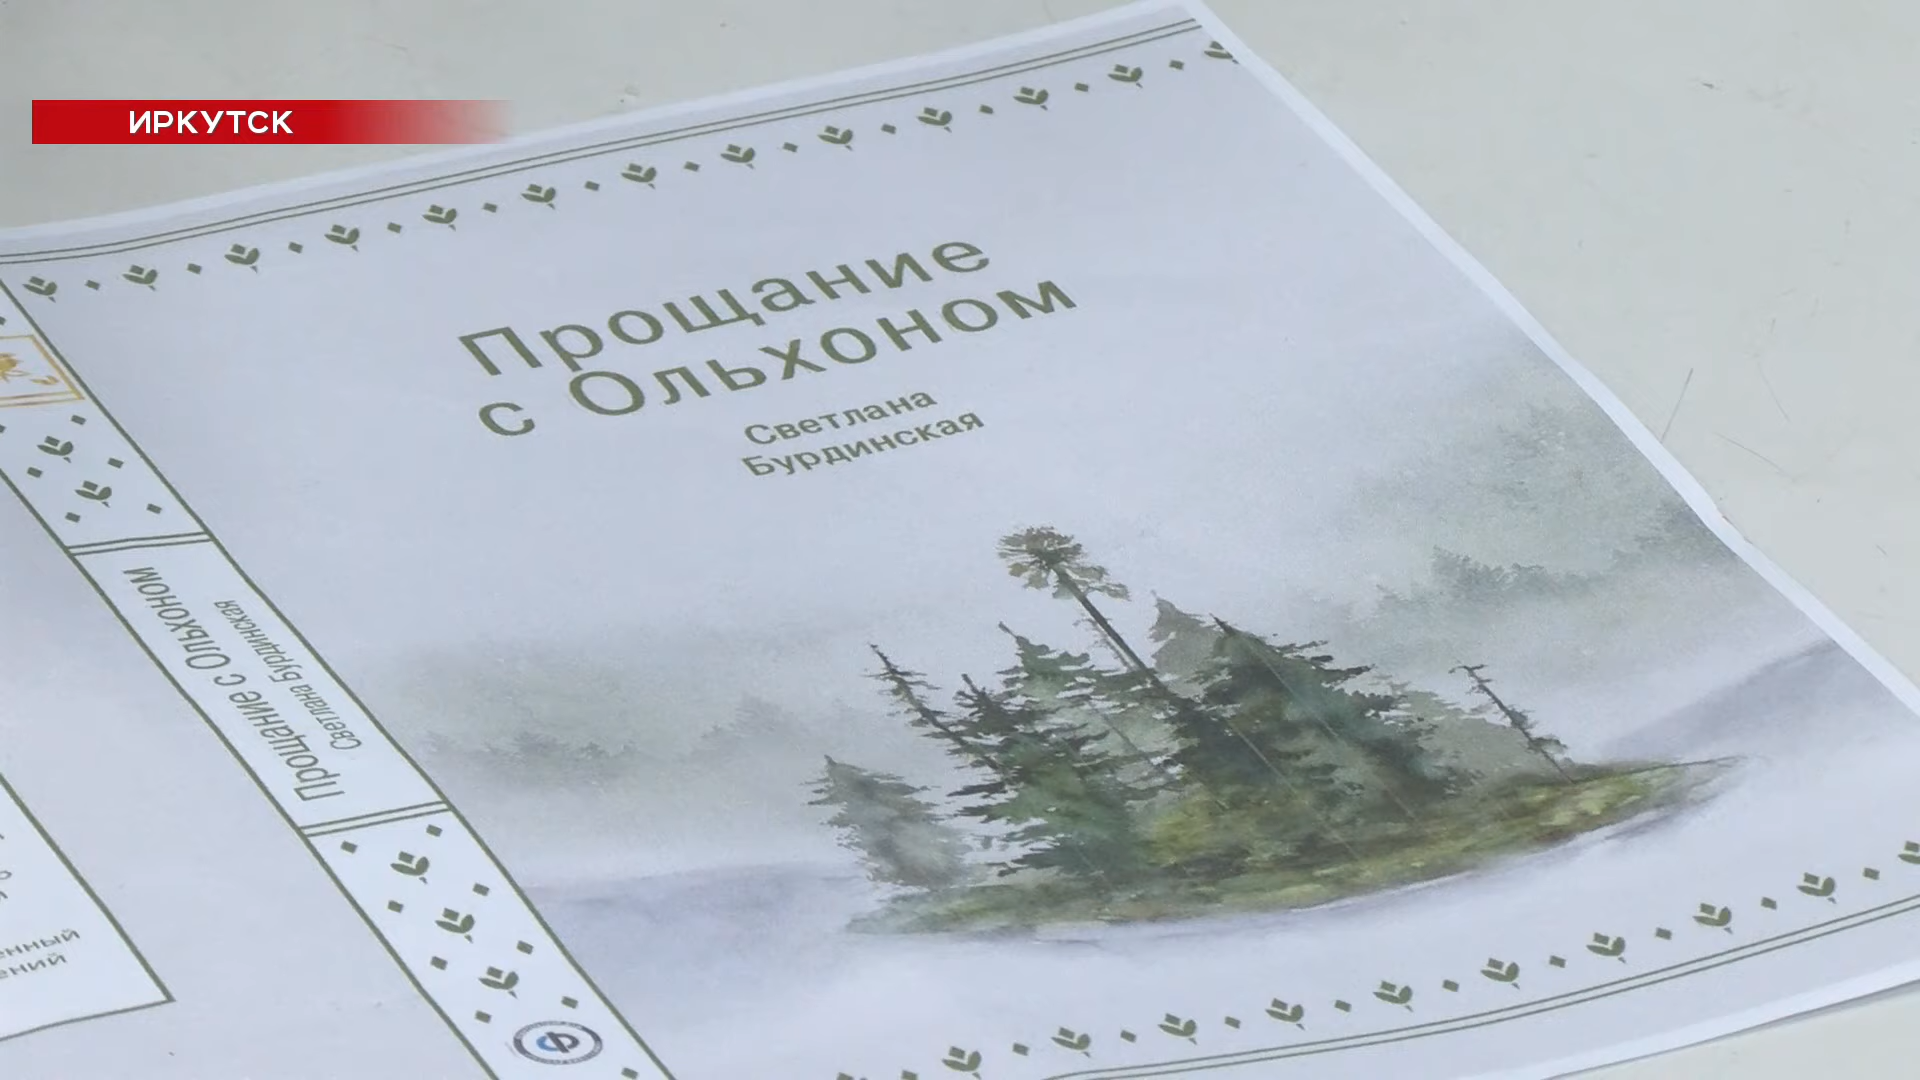 ИРКУТСК
Прощание
с Ольхоном
Светлана
Бурдинская
Прощание с Ольхоном
Светлана Бурдинская